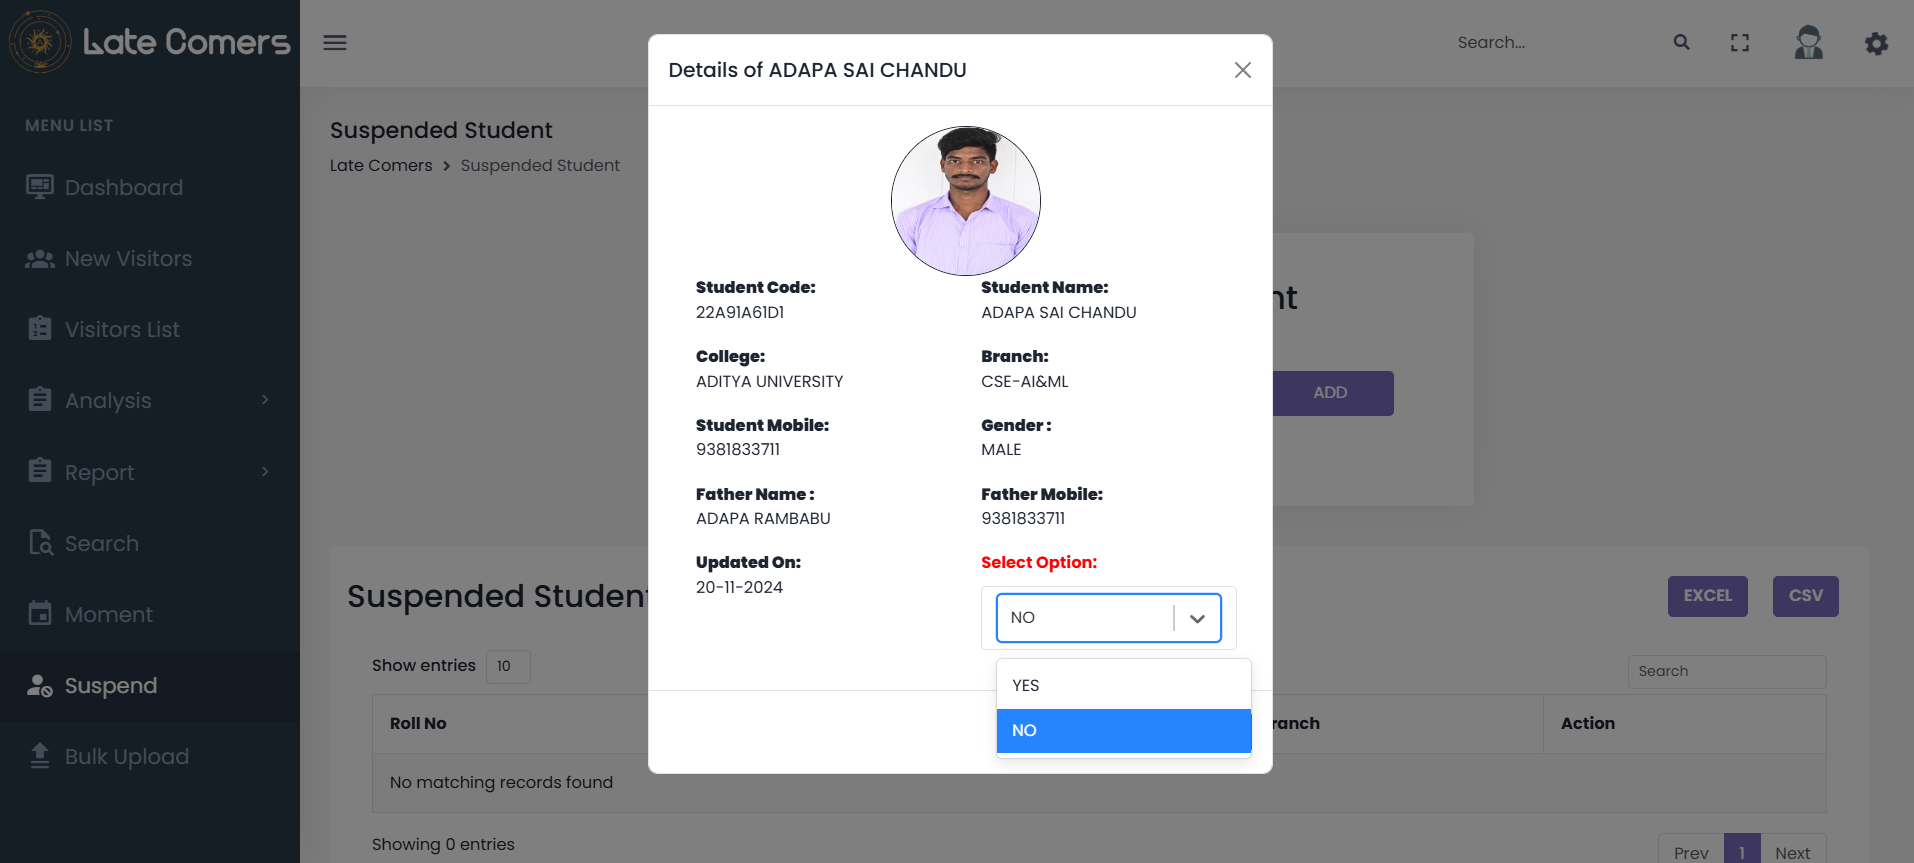 Late Comers
MENU LIST
Dashboard
New Visitors
Visitors List
Analysis
Report
Search
Moment
Suspend
Bulk Upload
Search...
Suspended Student
Late Comers > Suspended Student
Details of ADAPA SAI CHANDU
Student Code:
22A91A61D1
Student Name:
ADAPA SAI CHANDU
College:
ADITYA UNIVERSITY
Branch:
CSE-AI&ML
Student Mobile:
9381833711
Gender :
MALE
Father Name :
ADAPA RAMBABU
Father Mobile:
9381833711
Updated On:
20-11-2024
Select Option:
NO
YES
NO
nt
ADD
Suspended Student
EXCEL
CSV
Show entries 10
Search
Roll No
ranch
Action
No matching records found
Showing 0 entries
Prev 1 Next